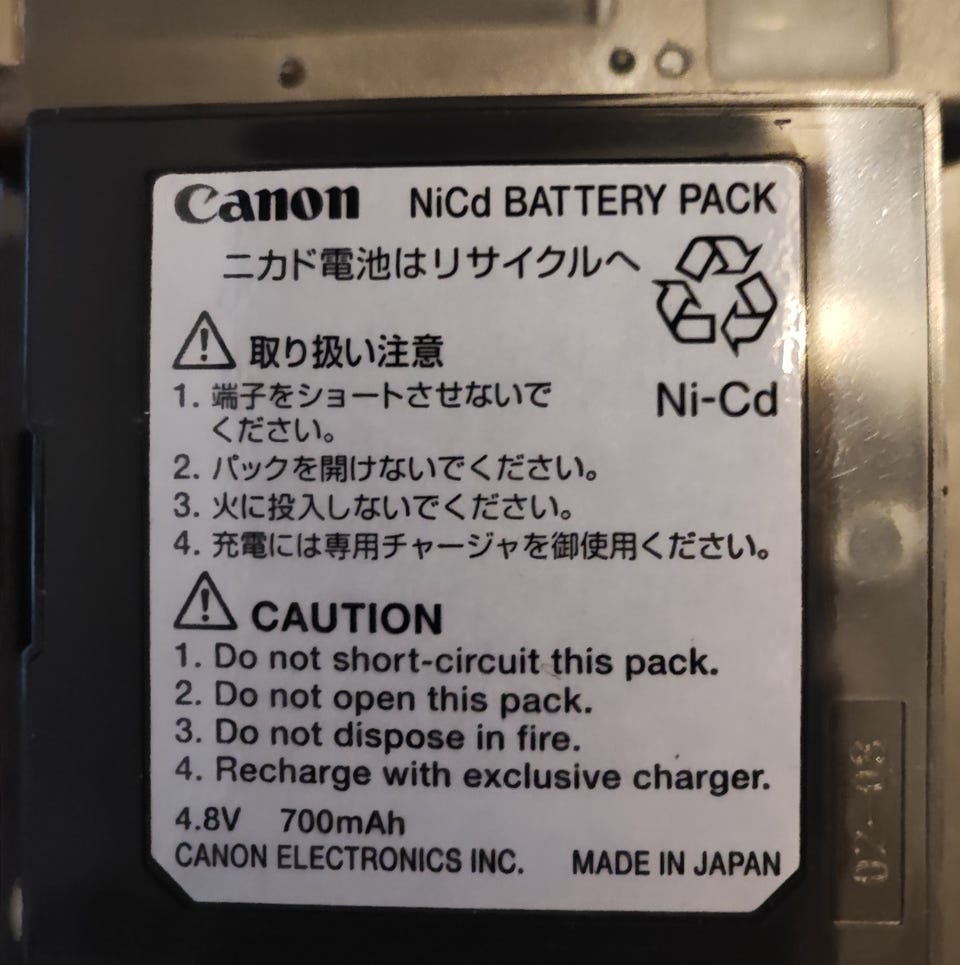 Canon NiCd BATTERY PACK
ニカド電池はリサイクルへ
取り扱い注意
Ni-Cd
1. 端子をショートさせないで
ください。
2. パックを開けないでください。
3. 火に投入しないでください。
4. 充電には専用チャージャを御使用ください。
CAUTION
1. Do not short-circuit this pack.
2. Do not open this pack.
3. Do not dispose in fire.
4. Recharge with exclusive charger.
4.8V 700mAh
CANON ELECTRONICS INC. MADE IN JAPAN